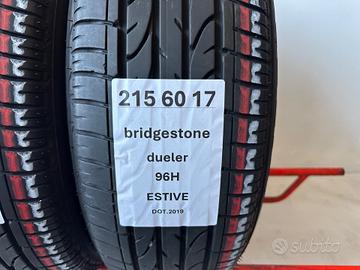 215 60 17
bridgestone
dueler
96H
ESTIVE
DOT.2019
subito